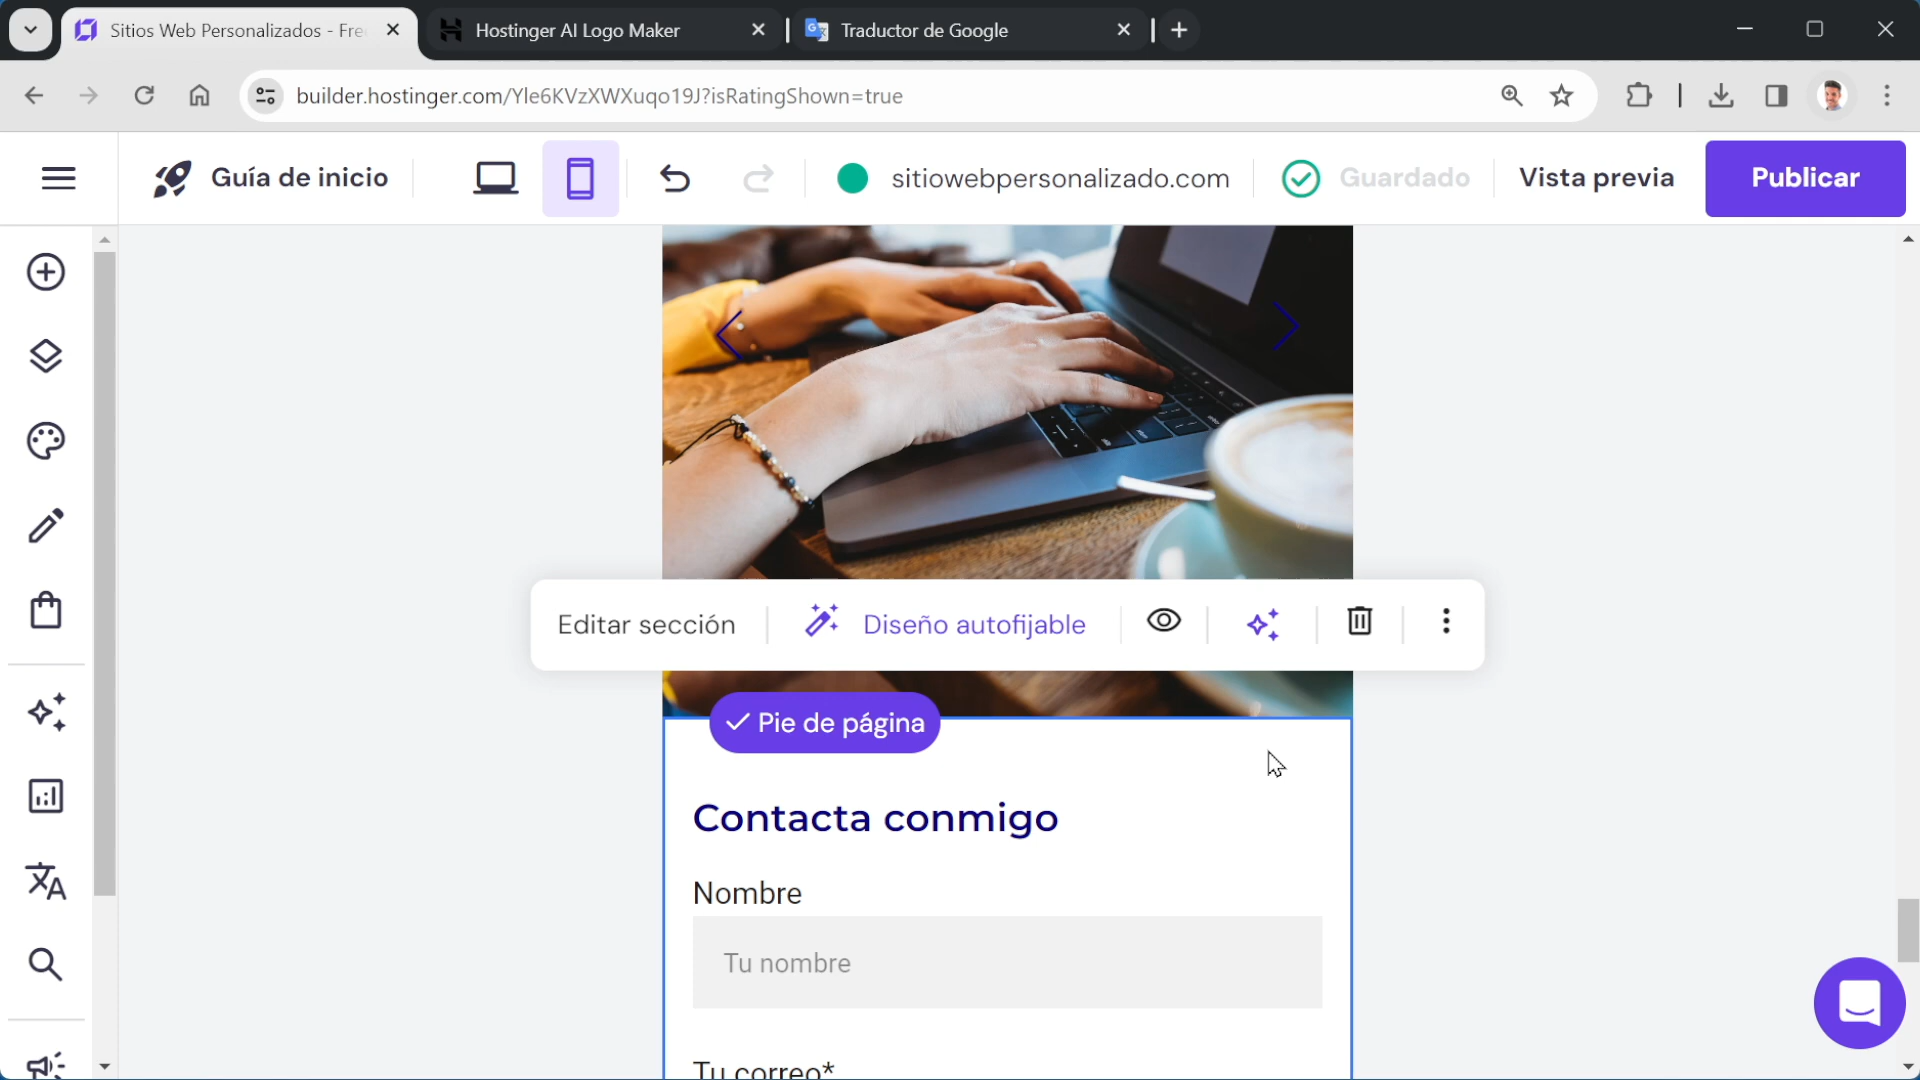 Sitios Web Personalizados - Fre
Hostinger AI Logo Maker
Traductor de Google
builder.hostinger.com/Yle6KVzXWXuqo19J?isRatingShown=true
Guía de inicio
sitiowebpersonalizado.com
Guardado
Vista previa
Publicar
Editar sección
Diseño autofijable
Pie de página
Contacta conmigo
Nombre
Tu nombre
Tu correo*